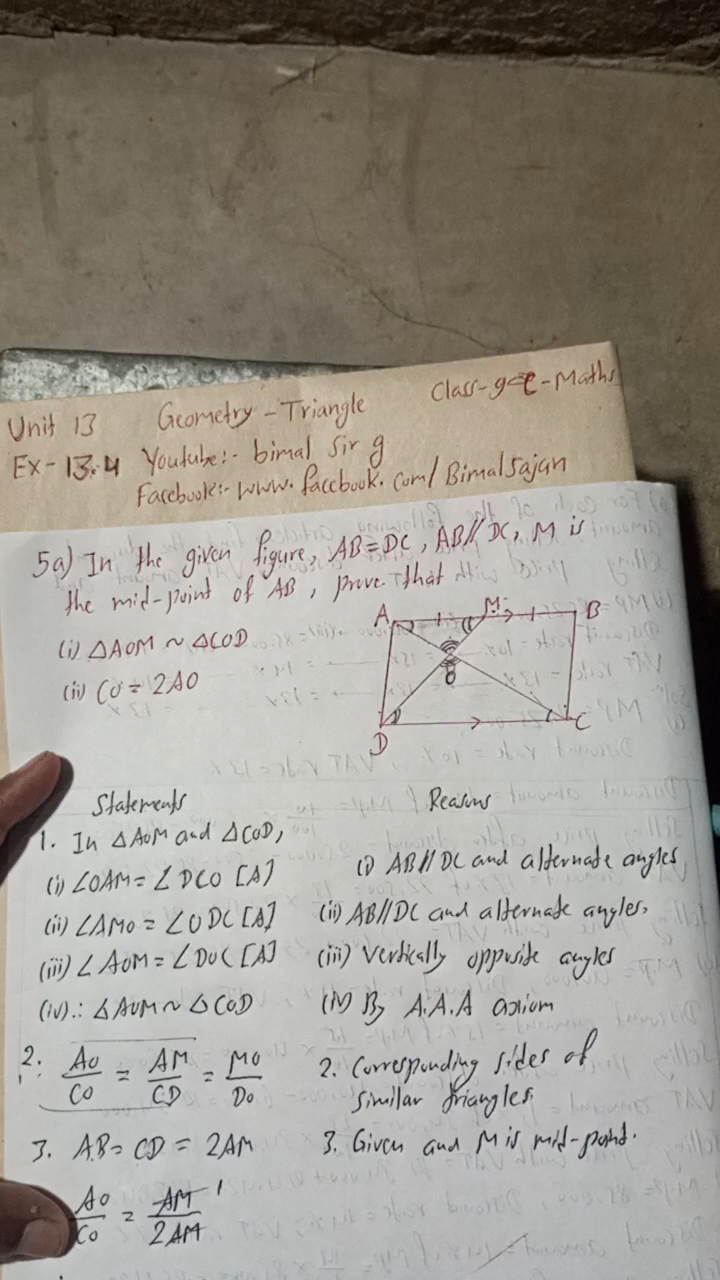 Unit 13 Geometry - Triangle Class-9 - Maths
Ex-13.4 Youtube:- bimal Sir g
Facebook:- www.facebook.com/Bimalsajan
5a) In the given figure, AB=DC, AB//DC, M is
the mid-point of AB, prove that
(i) △AOM ~ △COD
(ii) CO = 2AO
A M B
O
D C
Statements Reasons
1. In △AOM and △COD,
(i) ∠OAM = ∠DCO [A] (i) AB//DC and alternate angles
(ii) ∠AMO = ∠ODC [A] (ii) AB//DC and alternate angles,
(iii) ∠AOM = ∠DOC [A] (iii) Vertically opposite angles
(iv) ∴ △AOM ~ △COD (iv) By A.A.A axiom
2. AO/CO = AM/CD = MO/DO 2. Corresponding sides of
similar triangles
3. AB = CD = 2AM 3. Given and M is mid-point.
AO/CO = AM/2AM 1